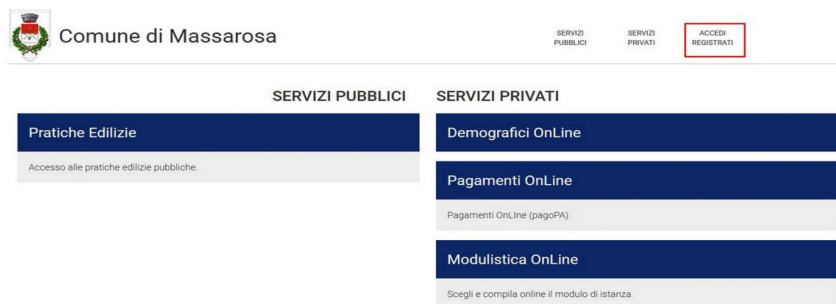 Comune di Massarosa
SERVIZI
PUBBLICI
SERVIZI
PRIVATI
ACCEDI
REGISTRATI
SERVIZI PUBBLICI
Pratiche Edilizie
Accesso alle pratiche edilizie pubbliche.
SERVIZI PRIVATI
Demografici OnLine
Pagamenti OnLine
Pagamenti OnLIne (pagoPA)
Modulistica OnLine
Scegli e compila online il modulo di istanza